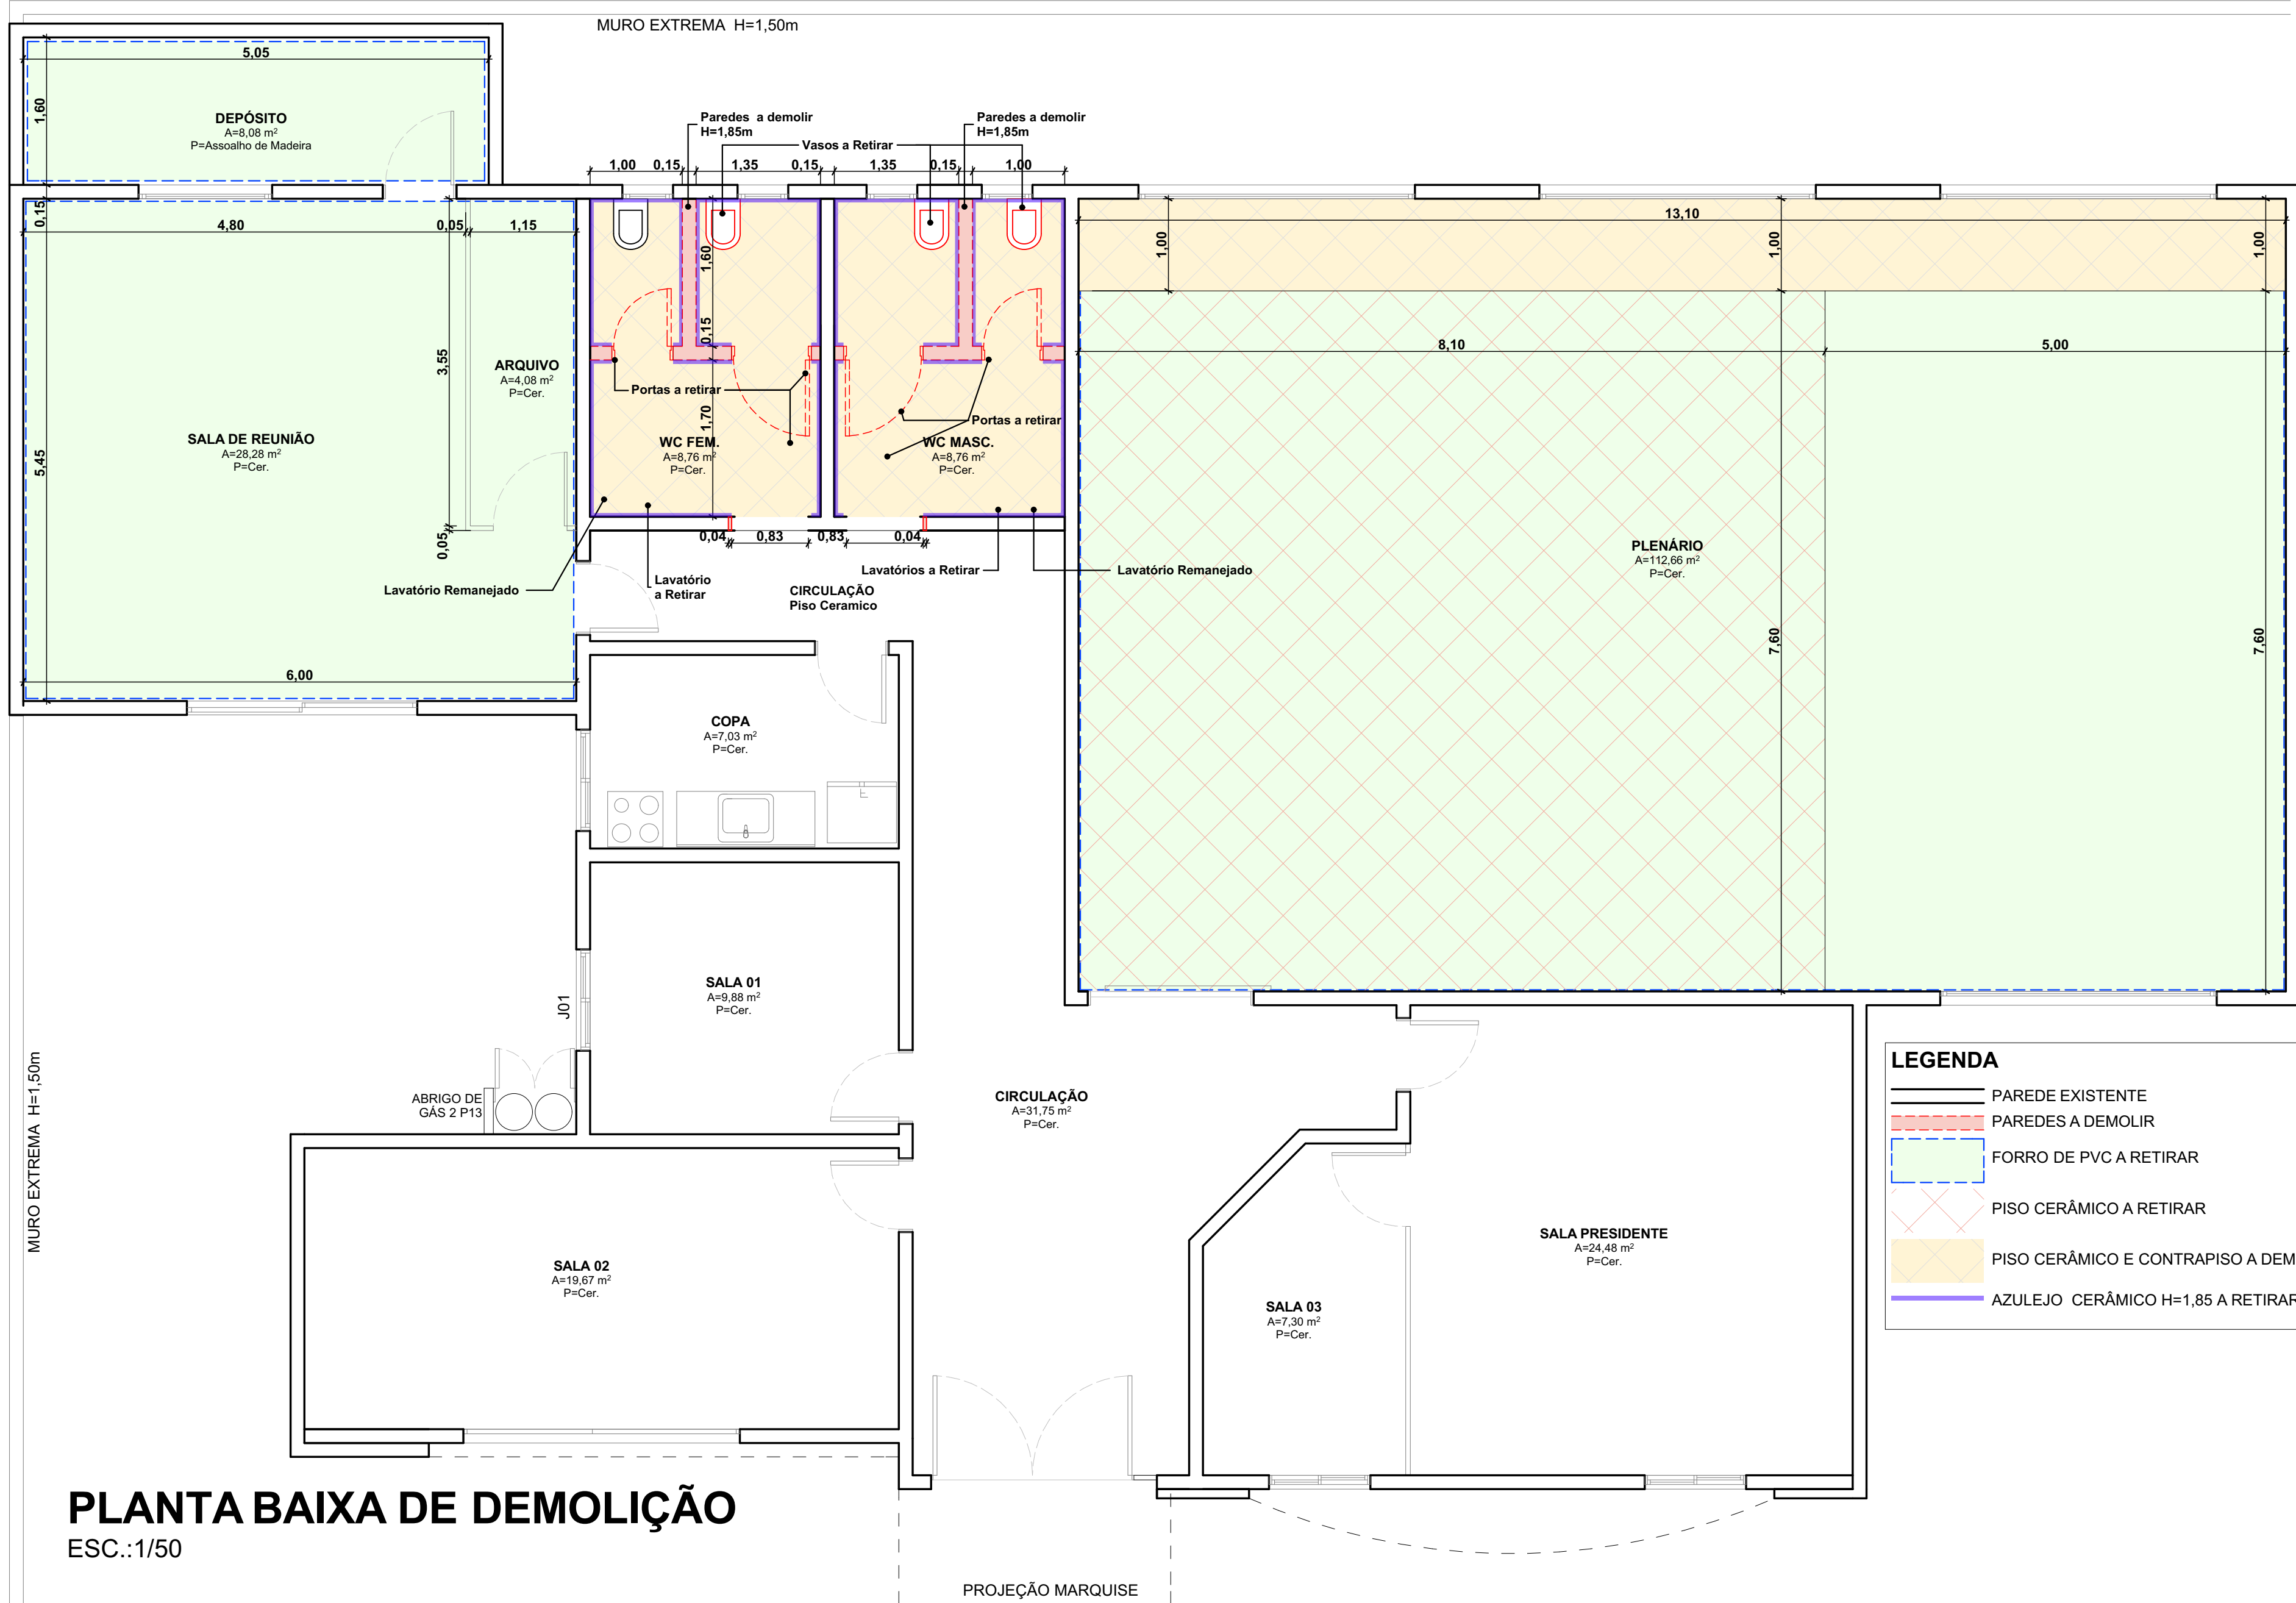 MURO EXTREMA  H=1,50m
5,05
1,60
DEPÓSITO
A=8,08 m²
P=Assoalho de Madeira
Paredes  a demolir
H=1,85m
Paredes a demolir
H=1,85m
Vasos a Retirar
1,00
0,15
1,35
0,15
1,35
0,15
1,00
0,15
4,80
0,05
1,15
13,10
1,00
1,00
1,00
1,60
0,15
1,70
3,55
0,05
5,45
8,10
5,00
ARQUIVO
A=4,08 m²
P=Cer.
SALA DE REUNIÃO
A=28,28 m²
P=Cer.
Portas a retirar
Portas a retirar
WC FEM.
A=8,76 m²
P=Cer.
WC MASC.
A=8,76 m²
P=Cer.
0,04
0,83
0,83
0,04
Lavatório Remanejado
Lavatório
a Retirar
Lavatórios a Retirar
Lavatório Remanejado
CIRCULAÇÃO
Piso Ceramico
PLENÁRIO
A=112,66 m²
P=Cer.
7,60
7,60
6,00
COPA
A=7,03 m²
P=Cer.
SALA 01
A=9,88 m²
P=Cer.
J01
ABRIGO DE
GÁS 2 P13
CIRCULAÇÃO
A=31,75 m²
P=Cer.
MURO EXTREMA  H=1,50m
SALA 02
A=19,67 m²
P=Cer.
SALA 03
A=7,30 m²
P=Cer.
SALA PRESIDENTE
A=24,48 m²
P=Cer.
LEGENDA
PAREDE EXISTENTE
PAREDES A DEMOLIR
FORRO DE PVC A RETIRAR
PISO CERÂMICO A RETIRAR
PISO CERÂMICO E CONTRAPISO A DEM
AZULEJO  CERÂMICO H=1,85 A RETIRAR
PLANTA BAIXA DE DEMOLIÇÃO
ESC.:1/50
PROJEÇÃO MARQUISE